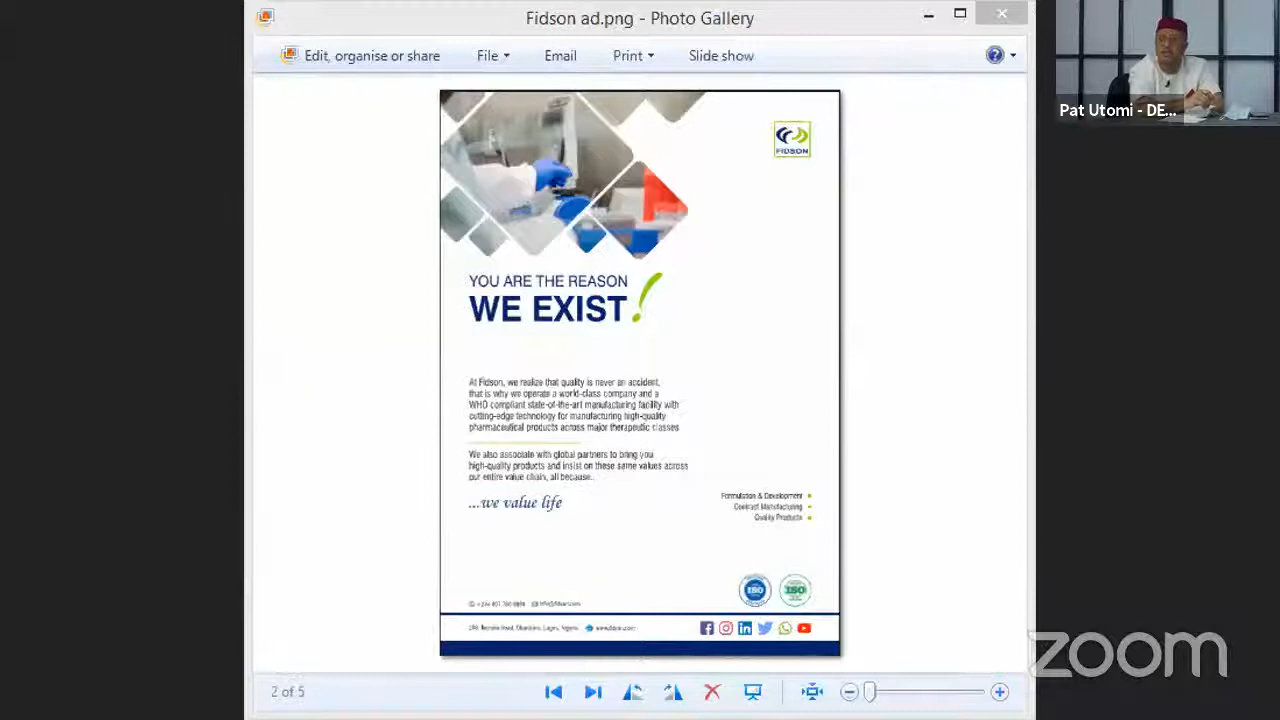 Fidson ad.png - Photo Gallery
Edit, organise or share
File
Email
Print
Slide show
Pat Utomi - DE...
FIDSON
YOU ARE THE REASON
WE EXIST!
At Fidson, we realize that quality is never an accident,
that is why we operate a world-class company and a
WHO compliant state-of-the-art manufacturing facility with
cutting-edge technology for manufacturing high-quality
pharmaceutical products across major therapeutic classes
We also associate with global partners to bring you
high-quality products and insist on these same values across
our entire value chain, all because..
...we value life
Formulation & Development
Contract Manufacturing
Quality Products
ISO
ISO
Lagos, Nigeria
zoom
2 of 5